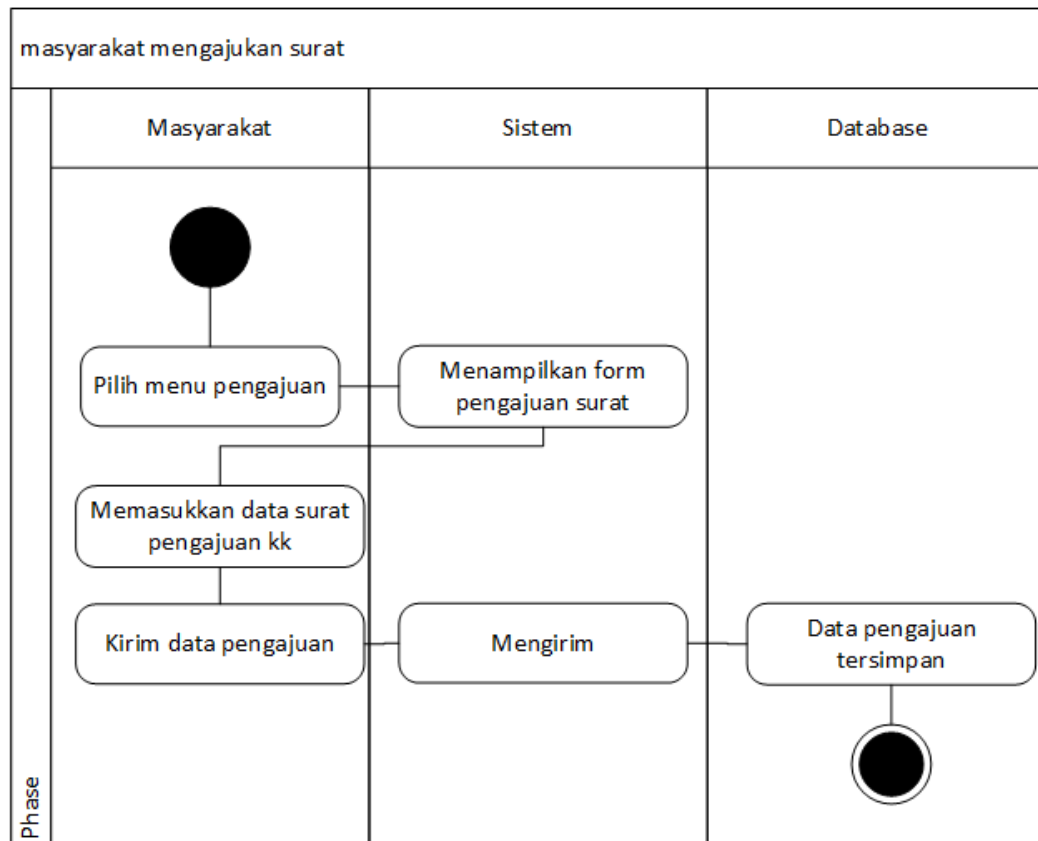 masyarakat mengajukan surat
Masyarakat
Sistem
Database
Pilih menu pengajuan
Menampilkan form
pengajuan surat
Memasukkan data surat
pengajuan kk
Kirim data pengajuan
Mengirim
Data pengajuan
tersimpan
Phase